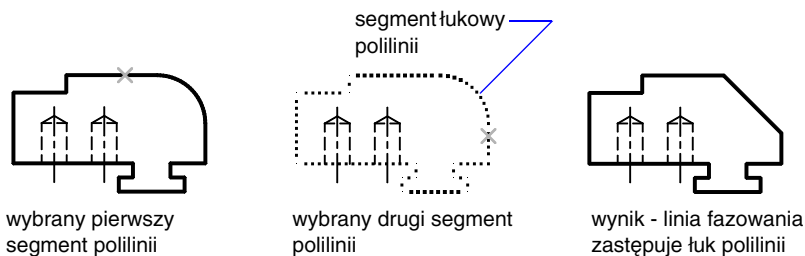 segment łukowy
polilinii
wybrany pierwszy
segment polilinii
wybrany drugi segment
polilinii
wynik - linia fazowania
zastępuje łuk polilinii